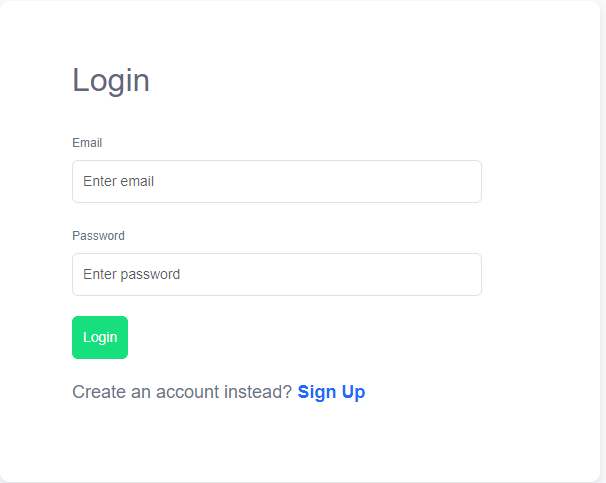 Login
Email
Enter email
Password
Enter password
Login
Create an account instead? Sign Up